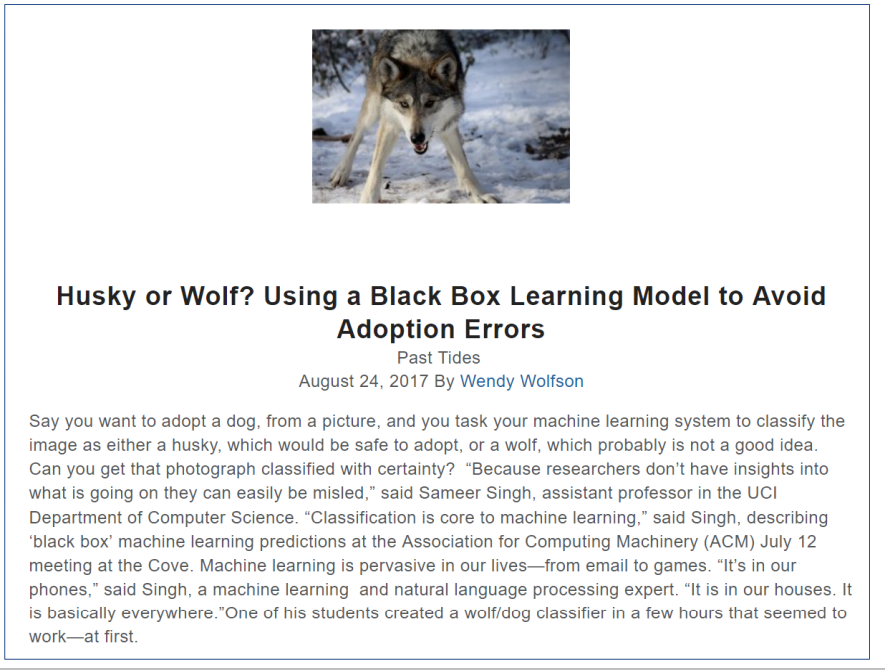 Husky or Wolf? Using a Black Box Learning Model to Avoid
Adoption Errors
Past Tides
August 24, 2017 By Wendy Wolfson
Say you want to adopt a dog, from a picture, and you task your machine learning system to classify the
image as either a husky, which would be safe to adopt, or a wolf, which probably is not a good idea.
Can you get that photograph classified with certainty?  “Because researchers don’t have insights into
what is going on they can easily be misled,” said Sameer Singh, assistant professor in the UCI
Department of Computer Science. “Classification is core to machine learning,” said Singh, describing
‘black box’ machine learning predictions at the Association for Computing Machinery (ACM) July 12
meeting at the Cove. Machine learning is pervasive in our lives—from email to games. “It’s in our
phones,” said Singh, a machine learning  and natural language processing expert. “It is in our houses. It
is basically everywhere.”One of his students created a wolf/dog classifier in a few hours that seemed to
work—at first.